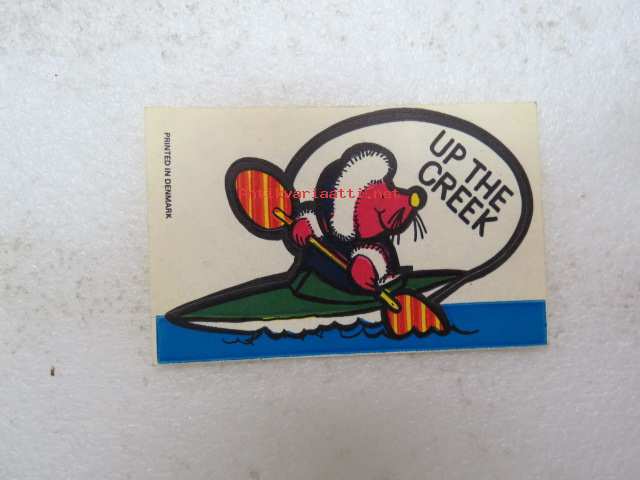 UP THE
CREEK
PRINTED IN DENMARK
antikvariaatti.net